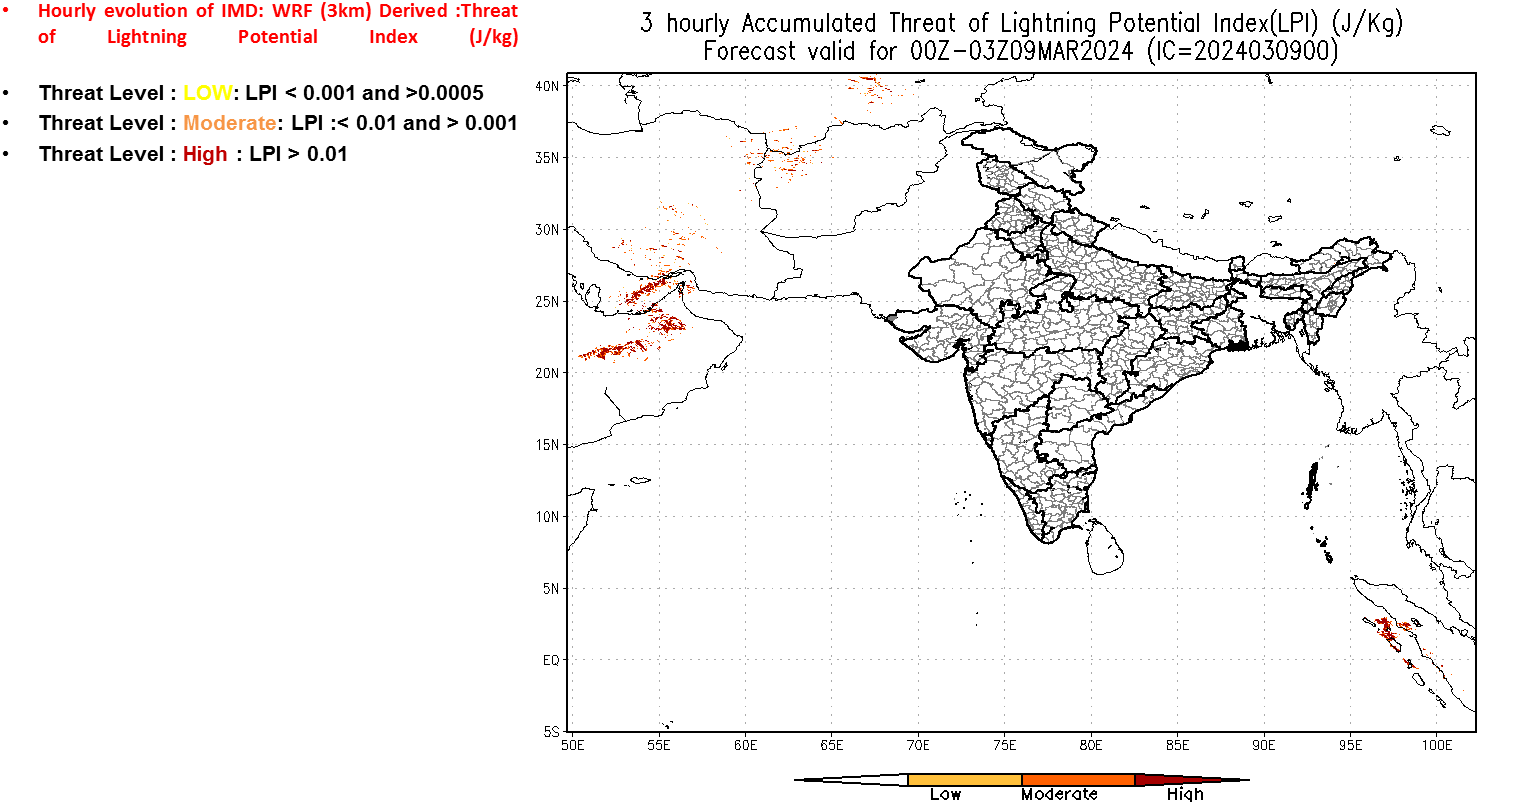 • Hourly evolution of IMD: WRF (3km) Derived :Threat
of Lightning Potential Index (J/kg)
• Threat Level : LOW: LPI < 0.001 and >0.0005
• Threat Level : Moderate: LPI :< 0.01 and > 0.001
• Threat Level : High : LPI > 0.01
3 hourly Accumulated Threat of Lightning Potential Index(LPI) (J/Kg)
Forecast valid for 00Z-03Z09MAR2024 (IC=2024030900)
40N
35N
30N
25N
20N
15N
10N
5N
EQ
5S
50E 55E 60E 65E 70E 75E 80E 85E 90E 95E 100E
Low Moderate High